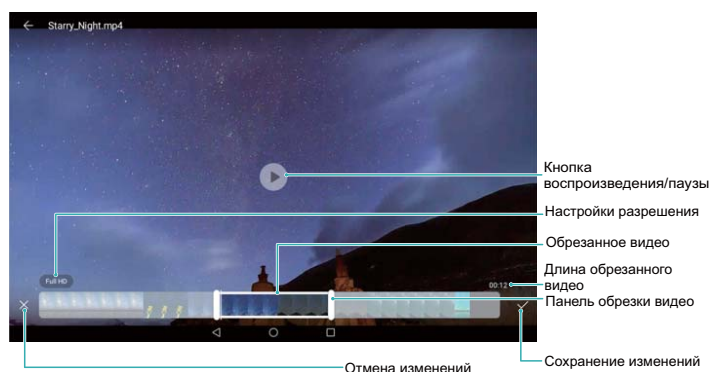 Starry_Night.mp4
Кнопка
воспроизведения/паузы
Настройки разрешения
Обрезанное видео
Длина обрезанного
видео
Full HD
00:12
Панель обрезки видео
Сохранение изменений
Отмена изменений